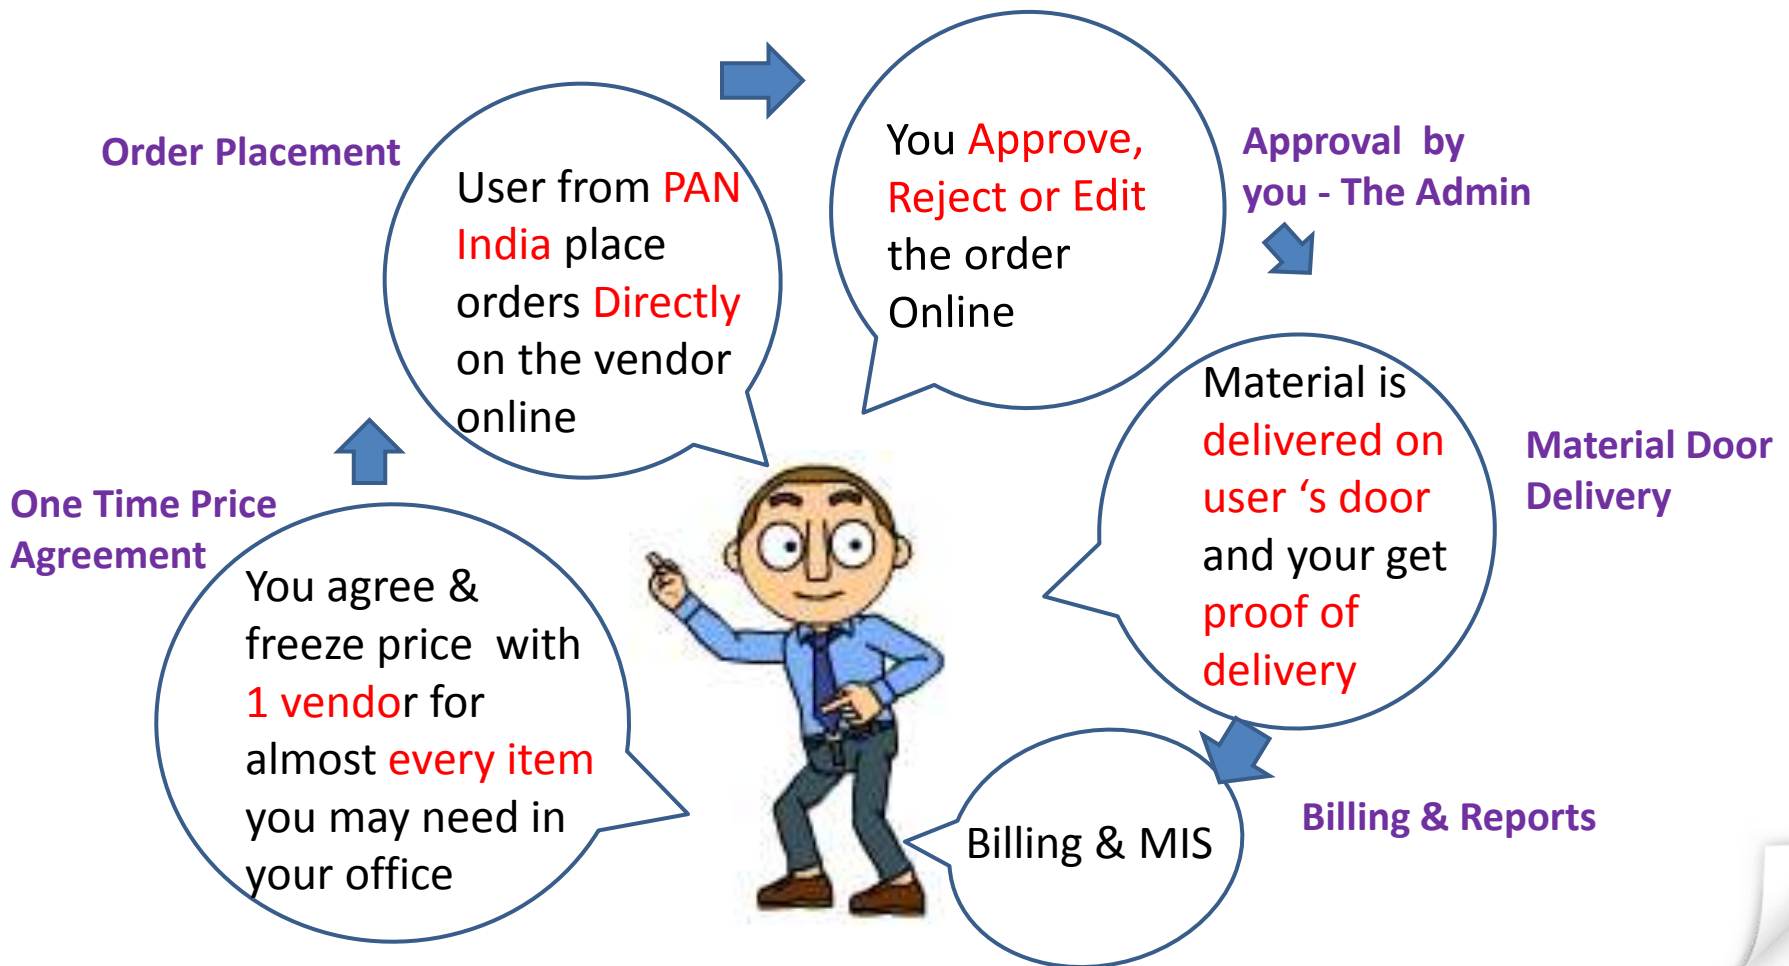 Order Placement
User from PAN
India place
orders Directly
on the vendor
online
You Approve,
Reject or Edit
the order
Online
Approval  by
you - The Admin
One Time Price
Agreement
You agree &
freeze price  with
1 vendor for
almost every item
you may need in
your office
Material is
delivered on
user ‘s door
and your get
proof of
delivery
Material Door
Delivery
Billing & MIS
Billing & Reports